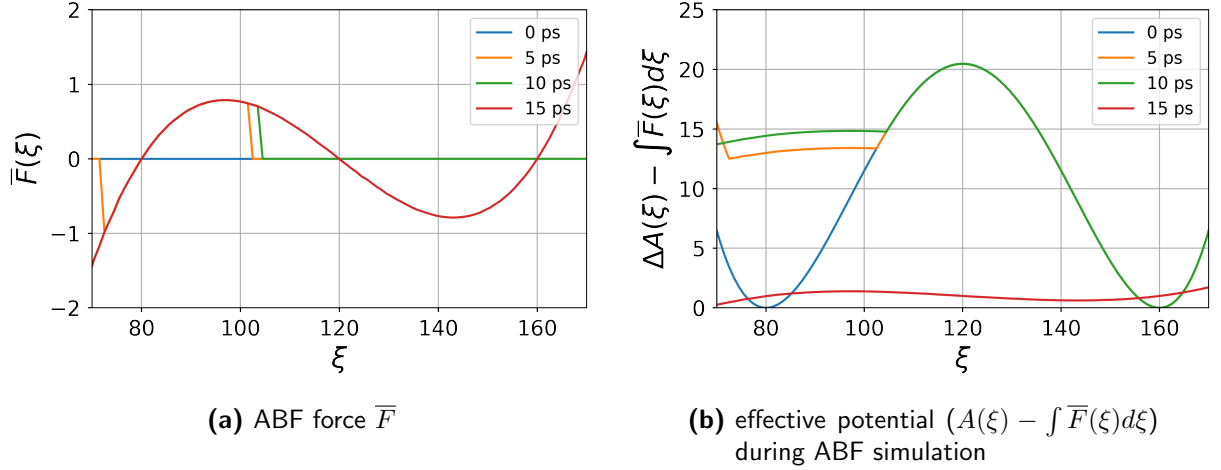 2
1
0
−1
−2
F̅(ξ)
80 100 120 140 160
ξ
0 ps
5 ps
10 ps
15 ps
(a) ABF force F̅
25
20
15
10
5
0
ΔA(ξ) − ∫F̅(ξ)dξ
80 100 120 140 160
ξ
0 ps
5 ps
10 ps
15 ps
(b) effective potential (A(ξ) − ∫ F̅(ξ)dξ)
during ABF simulation